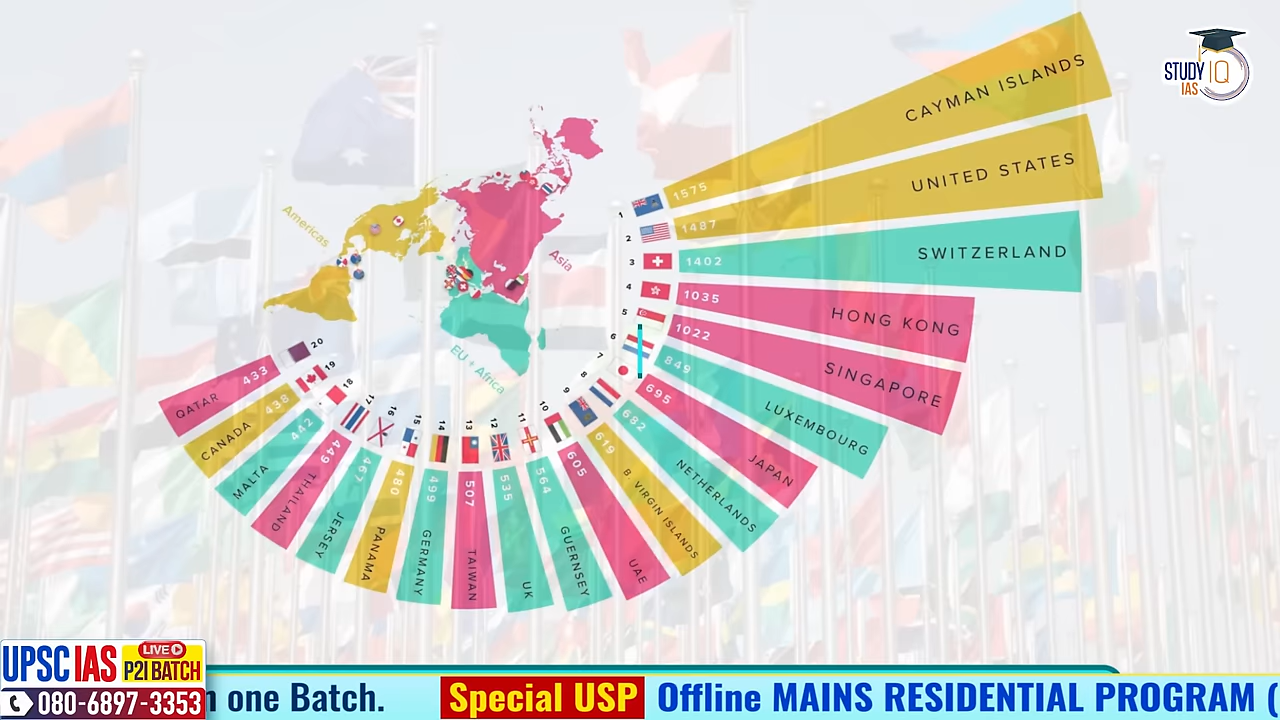 STUDY IQ
IAS
CAYMAN ISLANDS
1575
1
UNITED STATES
1487
2
SWITZERLAND
1402
3
HONG KONG
1035
4
SINGAPORE
1022
5
LUXEMBOURG
849
6
JAPAN
695
7
NETHERLANDS
682
8
B VIRGIN ISLANDS
619
9
UAE
605
10
GUERNSEY
564
11
UK
535
12
TAIWAN
507
13
GERMANY
499
14
PANAMA
480
15
JERSEY
467
16
THAILAND
449
17
MALTA
442
18
CANADA
438
19
QATAR
433
20
Americas
Asia
EU + Africa
UPSC IAS
LIVE
P2I BATCH
080-6897-3353
n one Batch. Special USP Offline MAINS RESIDENTIAL PROGRAM (